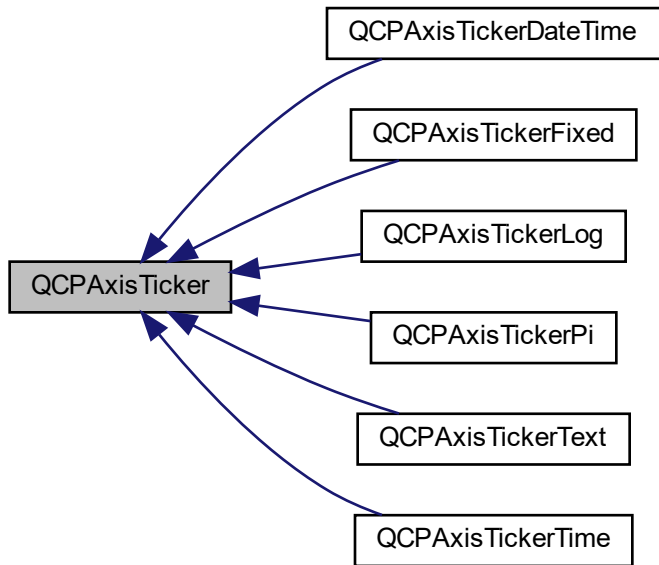 QCPAxisTickerDateTime
QCPAxisTickerFixed
QCPAxisTickerLog
QCPAxisTicker
QCPAxisTickerPi
QCPAxisTickerText
QCPAxisTickerTime